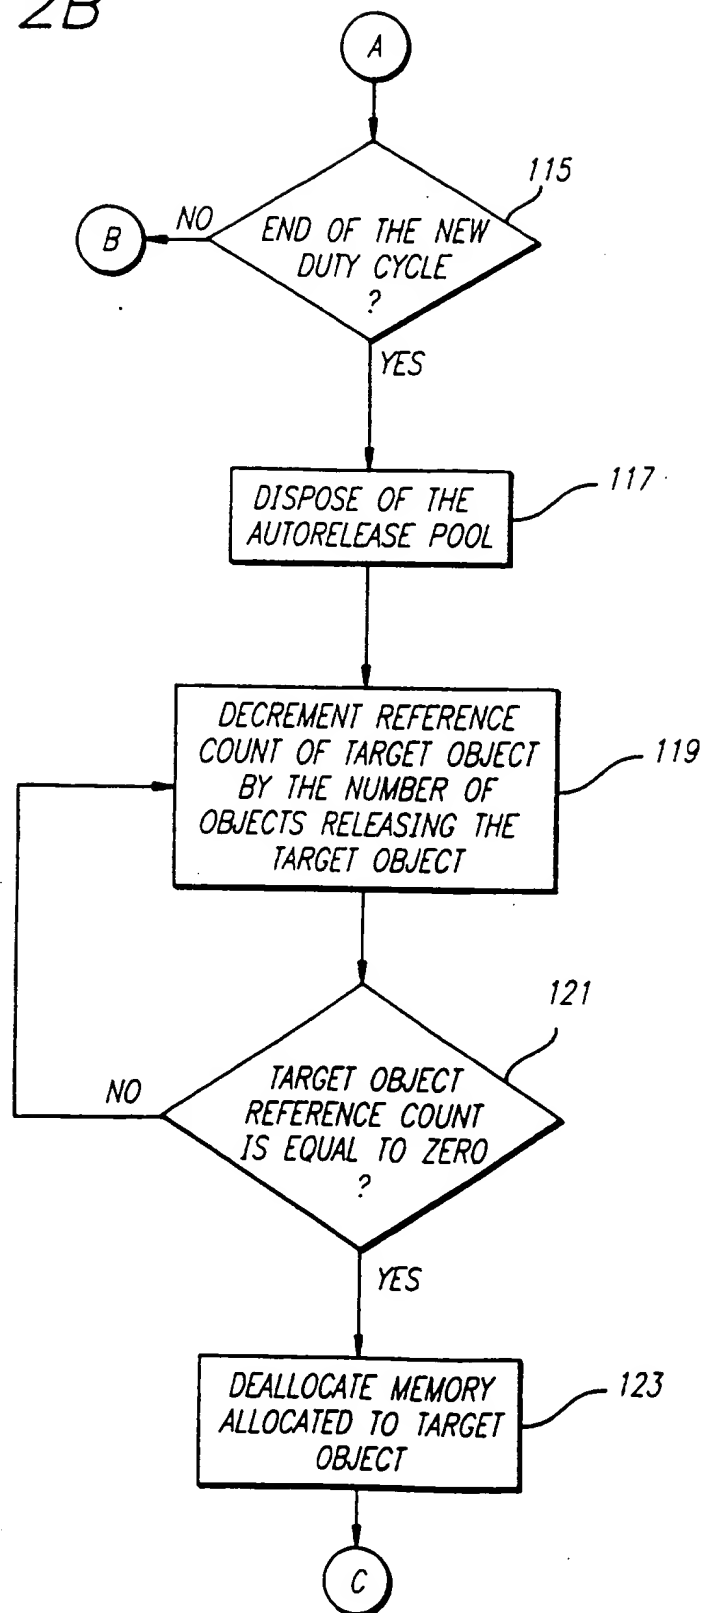 2B
A
115
END OF THE NEW
DUTY CYCLE
?
NO
B
YES
117
DISPOSE OF THE
AUTORELEASE POOL
DECREMENT REFERENCE
COUNT OF TARGET OBJECT
BY THE NUMBER OF
OBJECTS RELEASING THE
TARGET OBJECT
119
121
TARGET OBJECT
REFERENCE COUNT
IS EQUAL TO ZERO
?
NO
YES
DEALLOCATE MEMORY
ALLOCATED TO TARGET
OBJECT
123
C